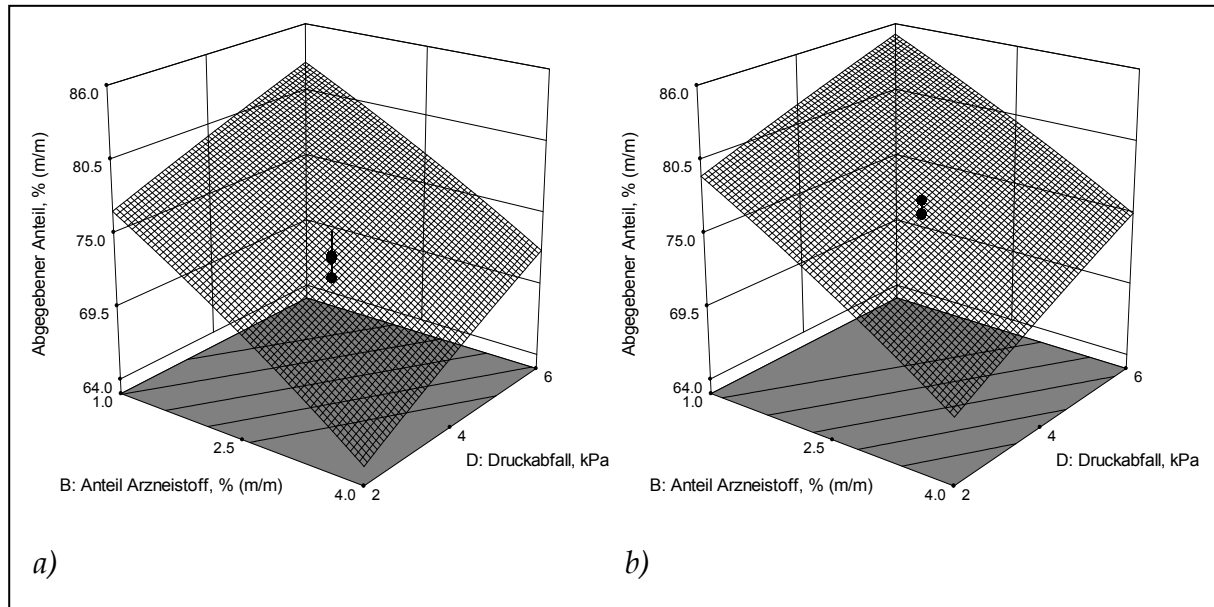 86.0
80.5
75.0
69.5
64.0
Abgegebener Anteil, % (m/m)
1.0
2.5
4.0
B: Anteil Arzneistoff, % (m/m)
2
4
6
D: Druckabfall, kPa
a)
86.0
80.5
75.0
69.5
64.0
Abgegebener Anteil, % (m/m)
1.0
2.5
4.0
B: Anteil Arzneistoff, % (m/m)
2
4
6
D: Druckabfall, kPa
b)